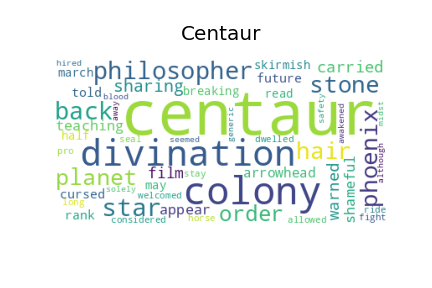 Centaur
hired
march
philosopher
skirmish
carried
told
blood
sharing
breaking
future
read
stone
back
away
centaur
safety
awakened
midst
teaching
generic
phoenix
although
half
seal
seemed
dwelled
divination
hair
pro
planet
film
stay
arrowhead
warned
shameful
cursed
solely
may
welcomed
colony
long
star
appear
order
ride
rank
considered
horse
allowed
fight